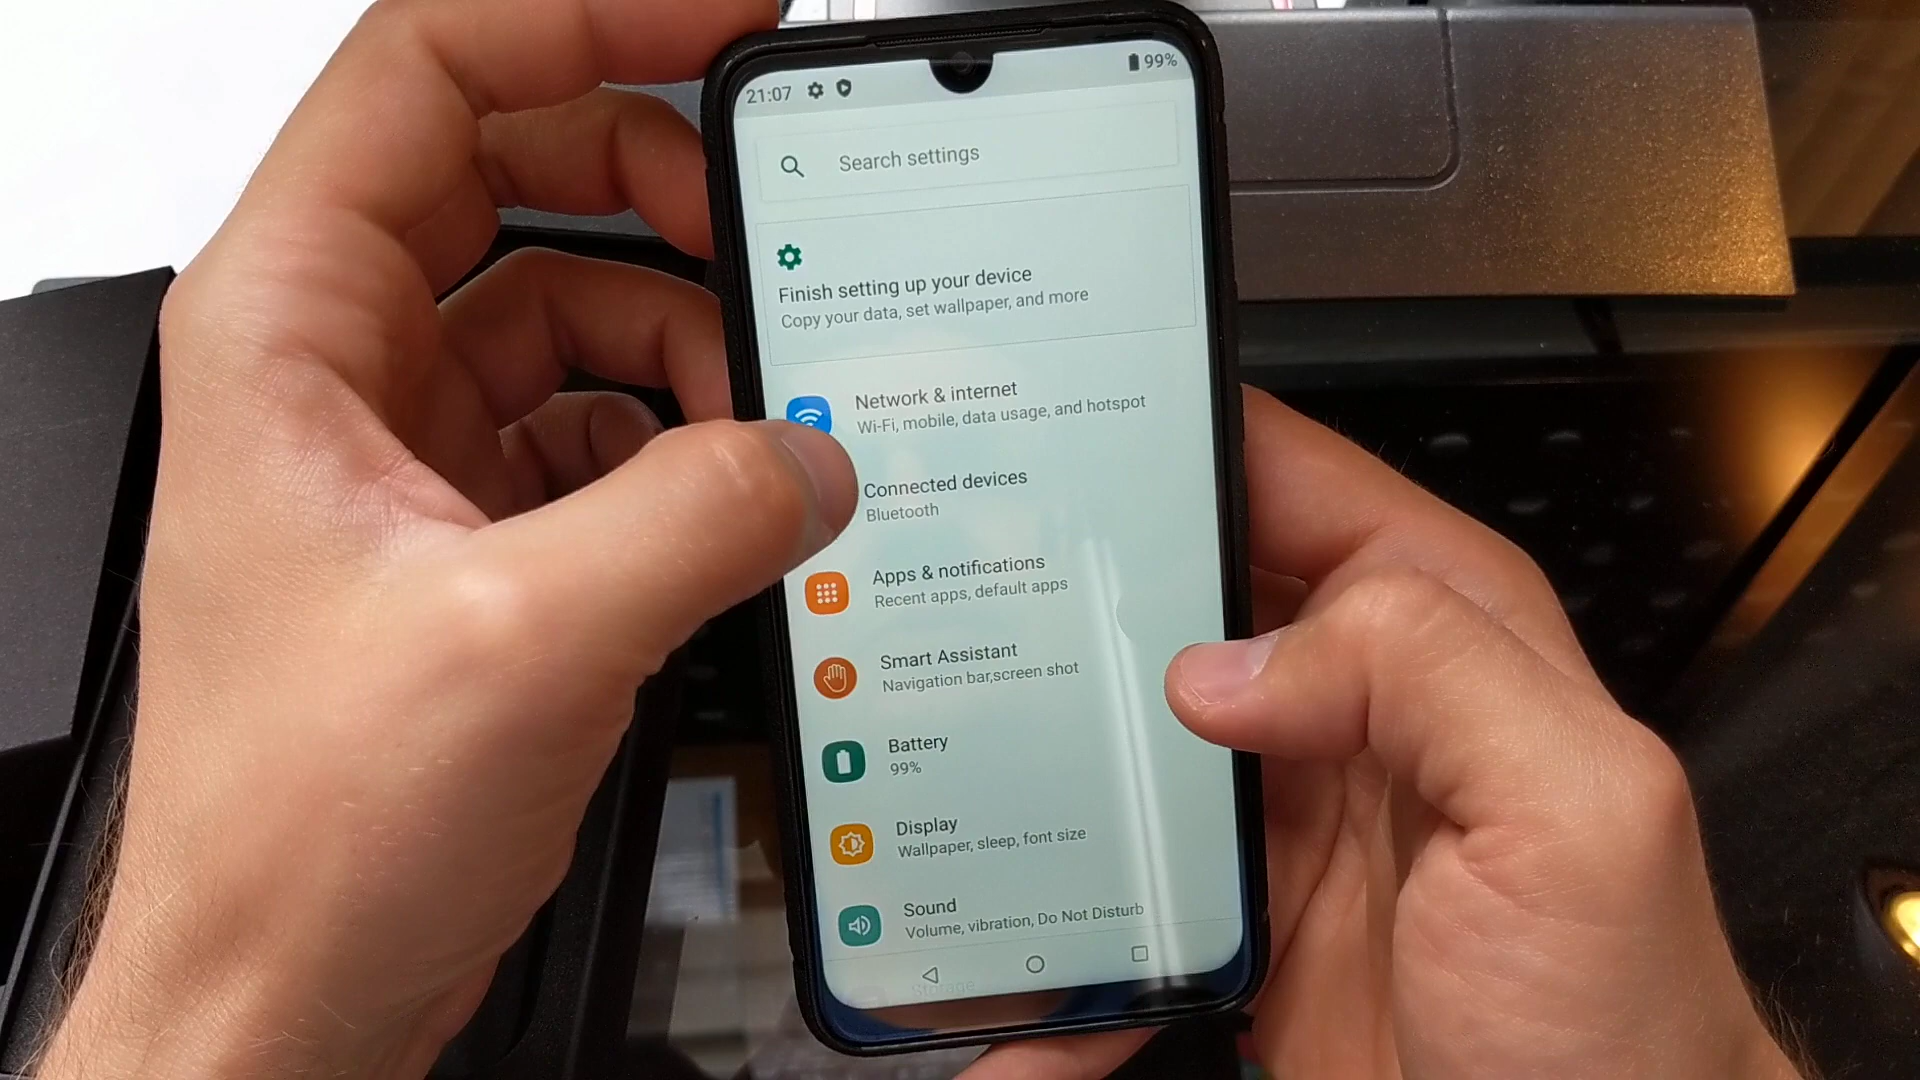 21:07
99%
Search settings
Finish setting up your device
Copy your data, set wallpaper, and more
Network & internet
Wi-Fi, mobile, data usage, and hotspot
Connected devices
Bluetooth
Apps & notifications
Recent apps, default apps
Smart Assistant
Navigation bar,screen shot
Battery
99%
Display
Wallpaper, sleep, font size
Sound
Volume, vibration, Do Not Disturb
Storage